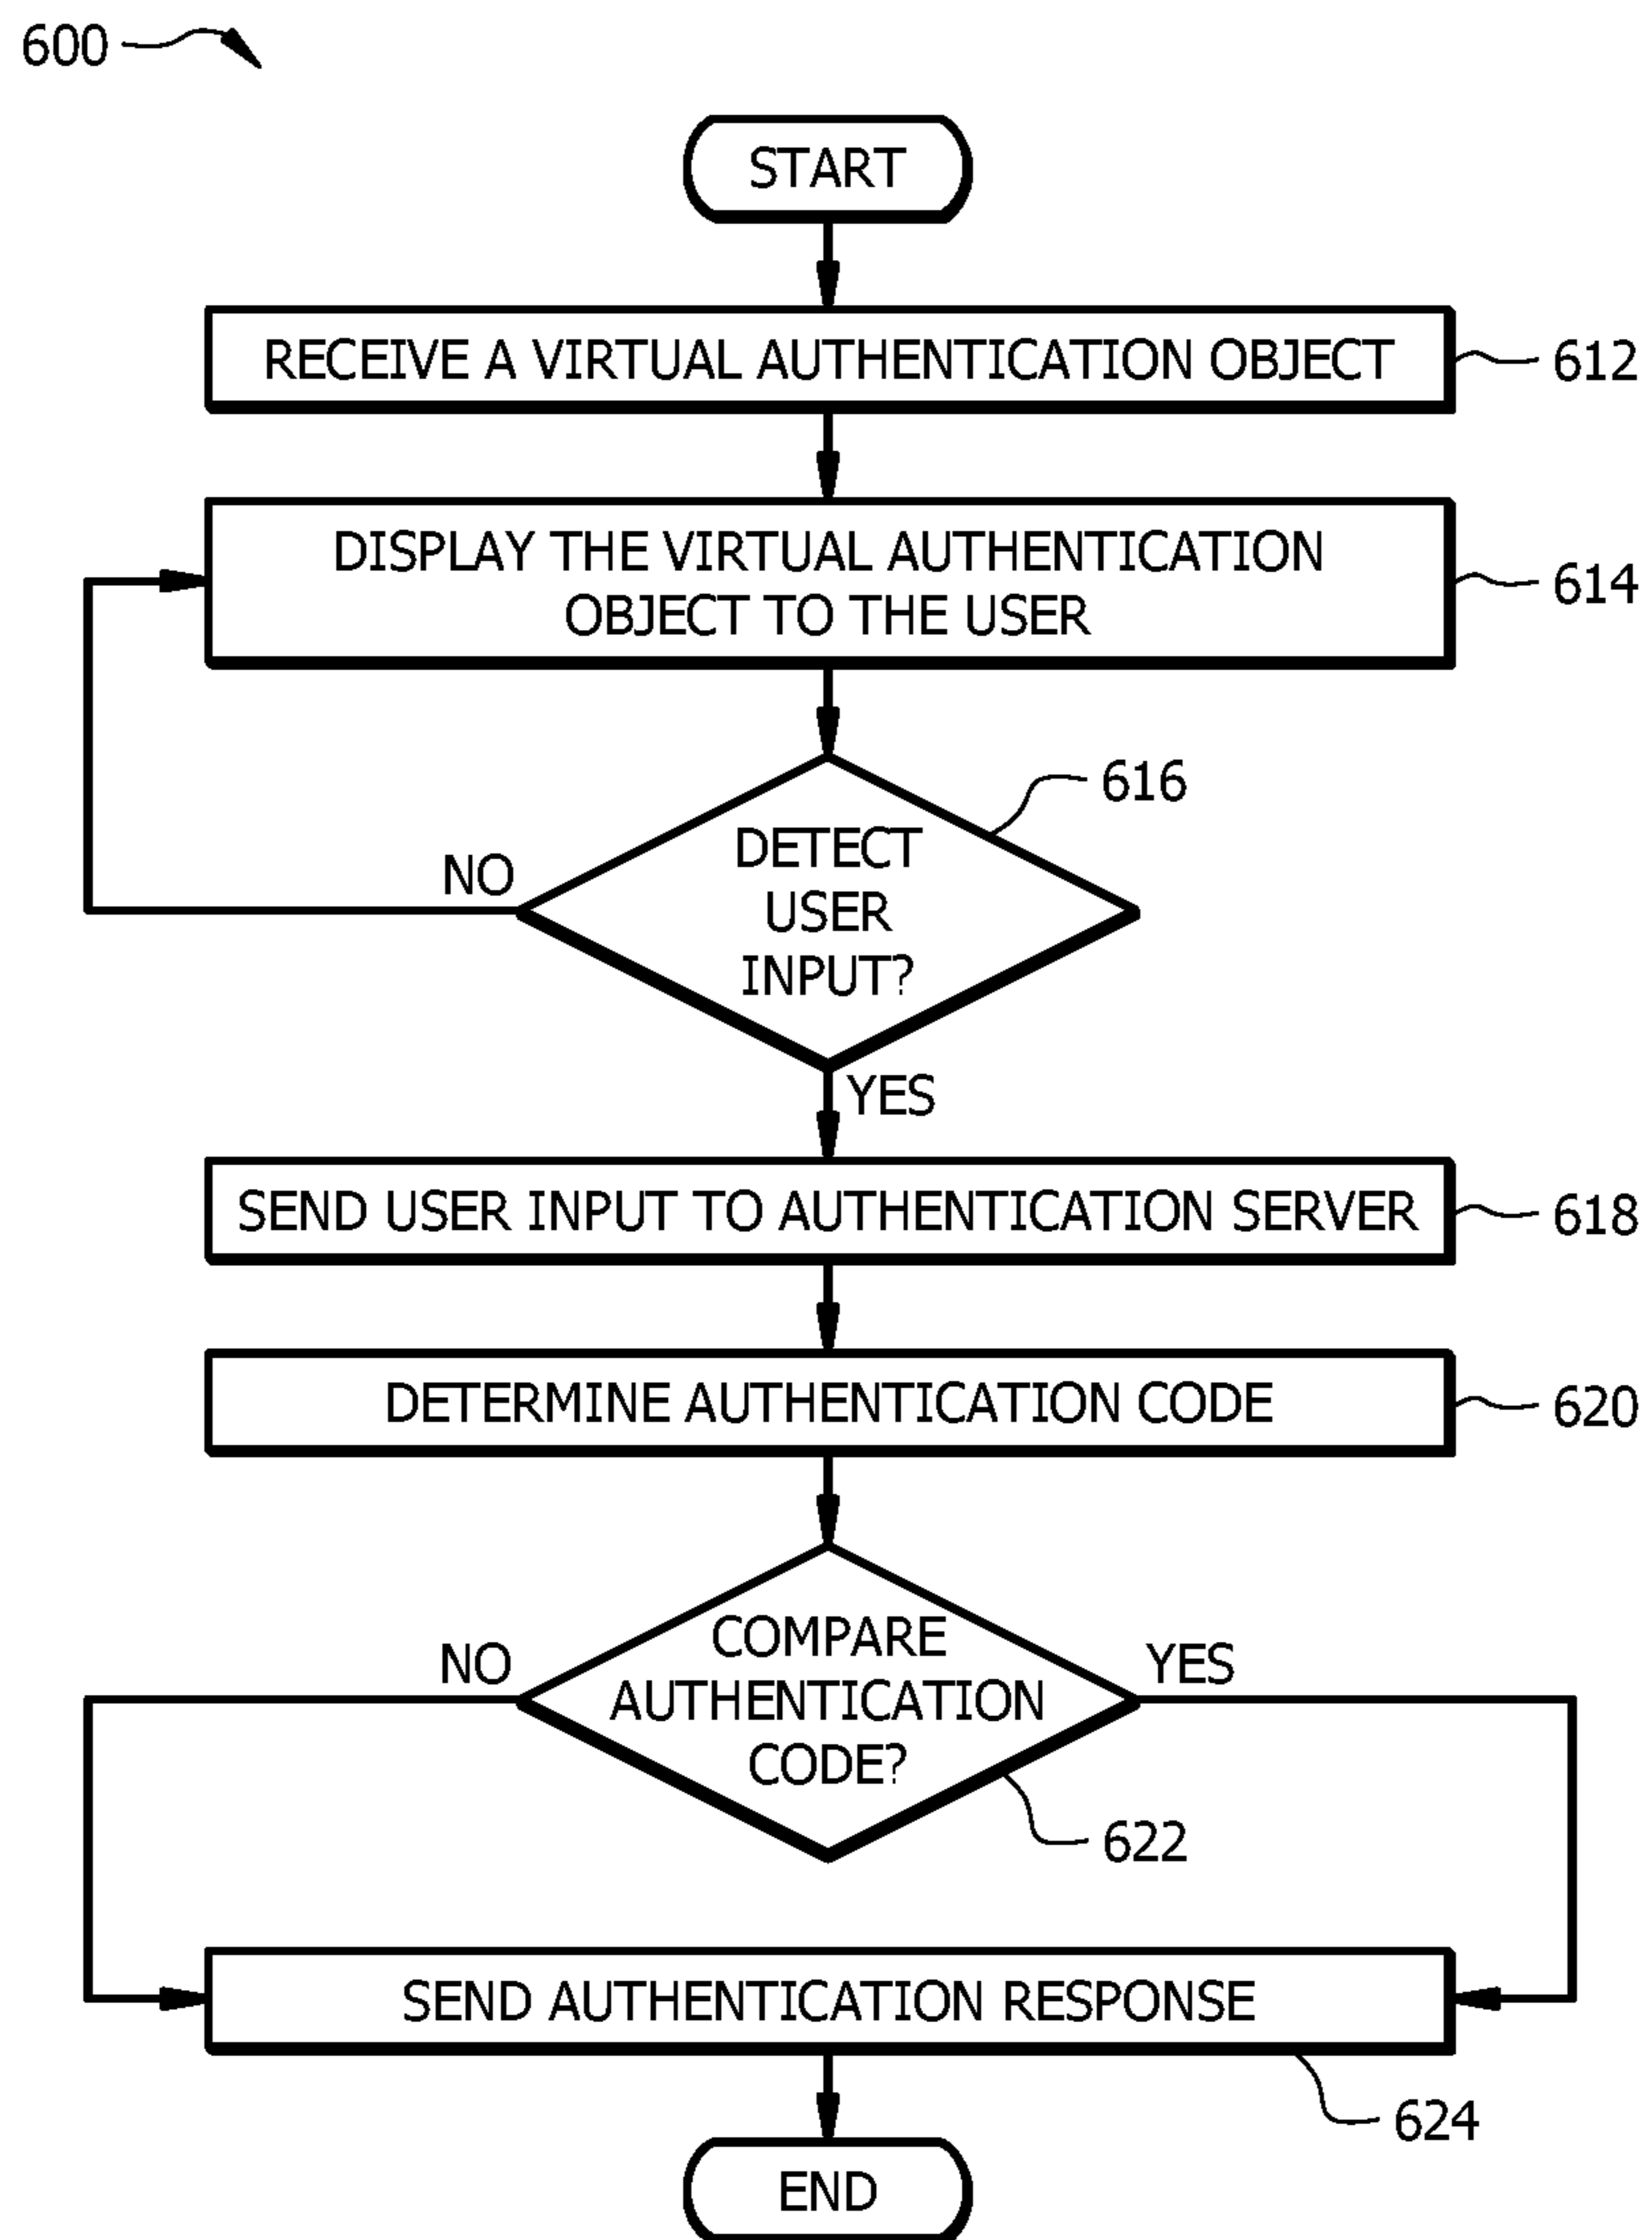 600
START
RECEIVE A VIRTUAL AUTHENTICATION OBJECT
612
DISPLAY THE VIRTUAL AUTHENTICATION
OBJECT TO THE USER
614
616
DETECT
USER
INPUT?
NO
YES
SEND USER INPUT TO AUTHENTICATION SERVER
618
DETERMINE AUTHENTICATION CODE
620
COMPARE
AUTHENTICATION
CODE?
NO
YES
622
SEND AUTHENTICATION RESPONSE
624
END